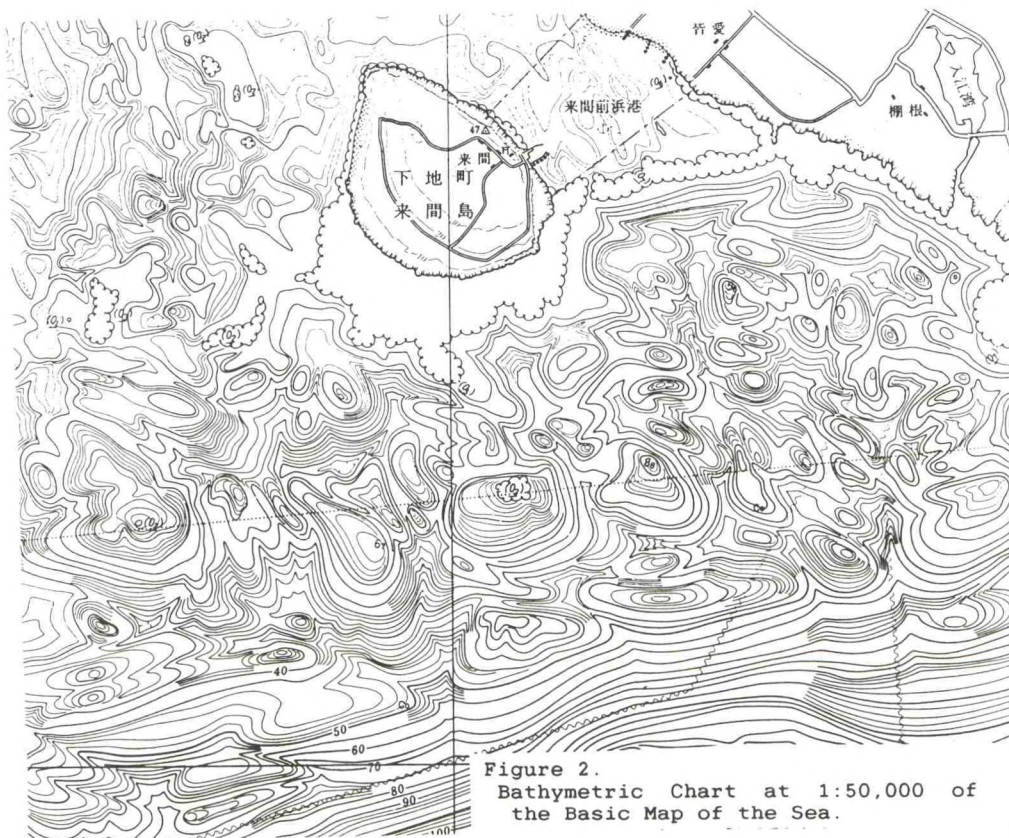 皆愛
入江湾
棚根
来間前浜港
47
来間
下地町
来間島
40
50
60
70
80
90
100
Figure 2.
Bathymetric Chart at 1:50,000 of
the Basic Map of the Sea.